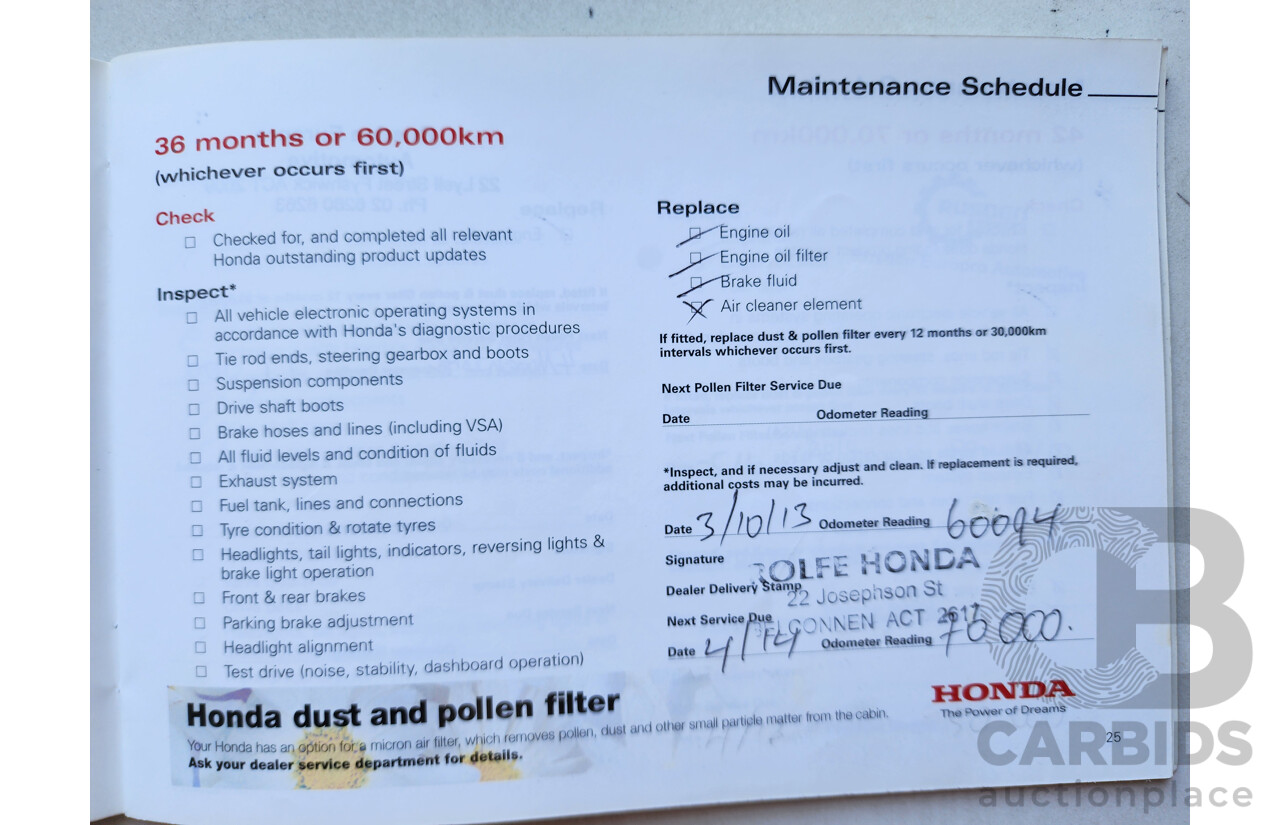 Maintenance Schedule
36 months or 60,000km
(whichever occurs first)
Check
Checked for, and completed all relevant
Honda outstanding product updates
Inspect*
All vehicle electronic operating systems in
accordance with Honda's diagnostic procedures
Tie rod ends, steering gearbox and boots
Suspension components
Drive shaft boots
Brake hoses and lines (including VSA)
All fluid levels and condition of fluids
Exhaust system
Fuel tank, lines and connections
Tyre condition & rotate tyres
Headlights, tail lights, indicators, reversing lights &
brake light operation
Front & rear brakes
Parking brake adjustment
Headlight alignment
Test drive (noise, stability, dashboard operation)
Replace
Engine oil
Engine oil filter
Brake fluid
Air cleaner element
If fitted, replace dust & pollen filter every 12 months or 30,000km
intervals whichever occurs first.
Next Pollen Filter Service Due
Date Odometer Reading
*Inspect, and if necessary adjust and clean. If replacement is required,
additional costs may be incurred.
Date 3/10/13 Odometer Reading 60094
Signature ROLFE HONDA
Dealer Delivery Stamp 22 Josephson St
Next Service Due BELCONNEN ACT 2617
Date 4/14 Odometer Reading 70 000.
Honda dust and pollen filter
Your Honda has an option for a micron air filter, which removes pollen, dust and other small particle matter from the cabin.
Ask your dealer service department for details.
HONDA
The Power of Dreams
25
CB
CARBIDS
auctionplace